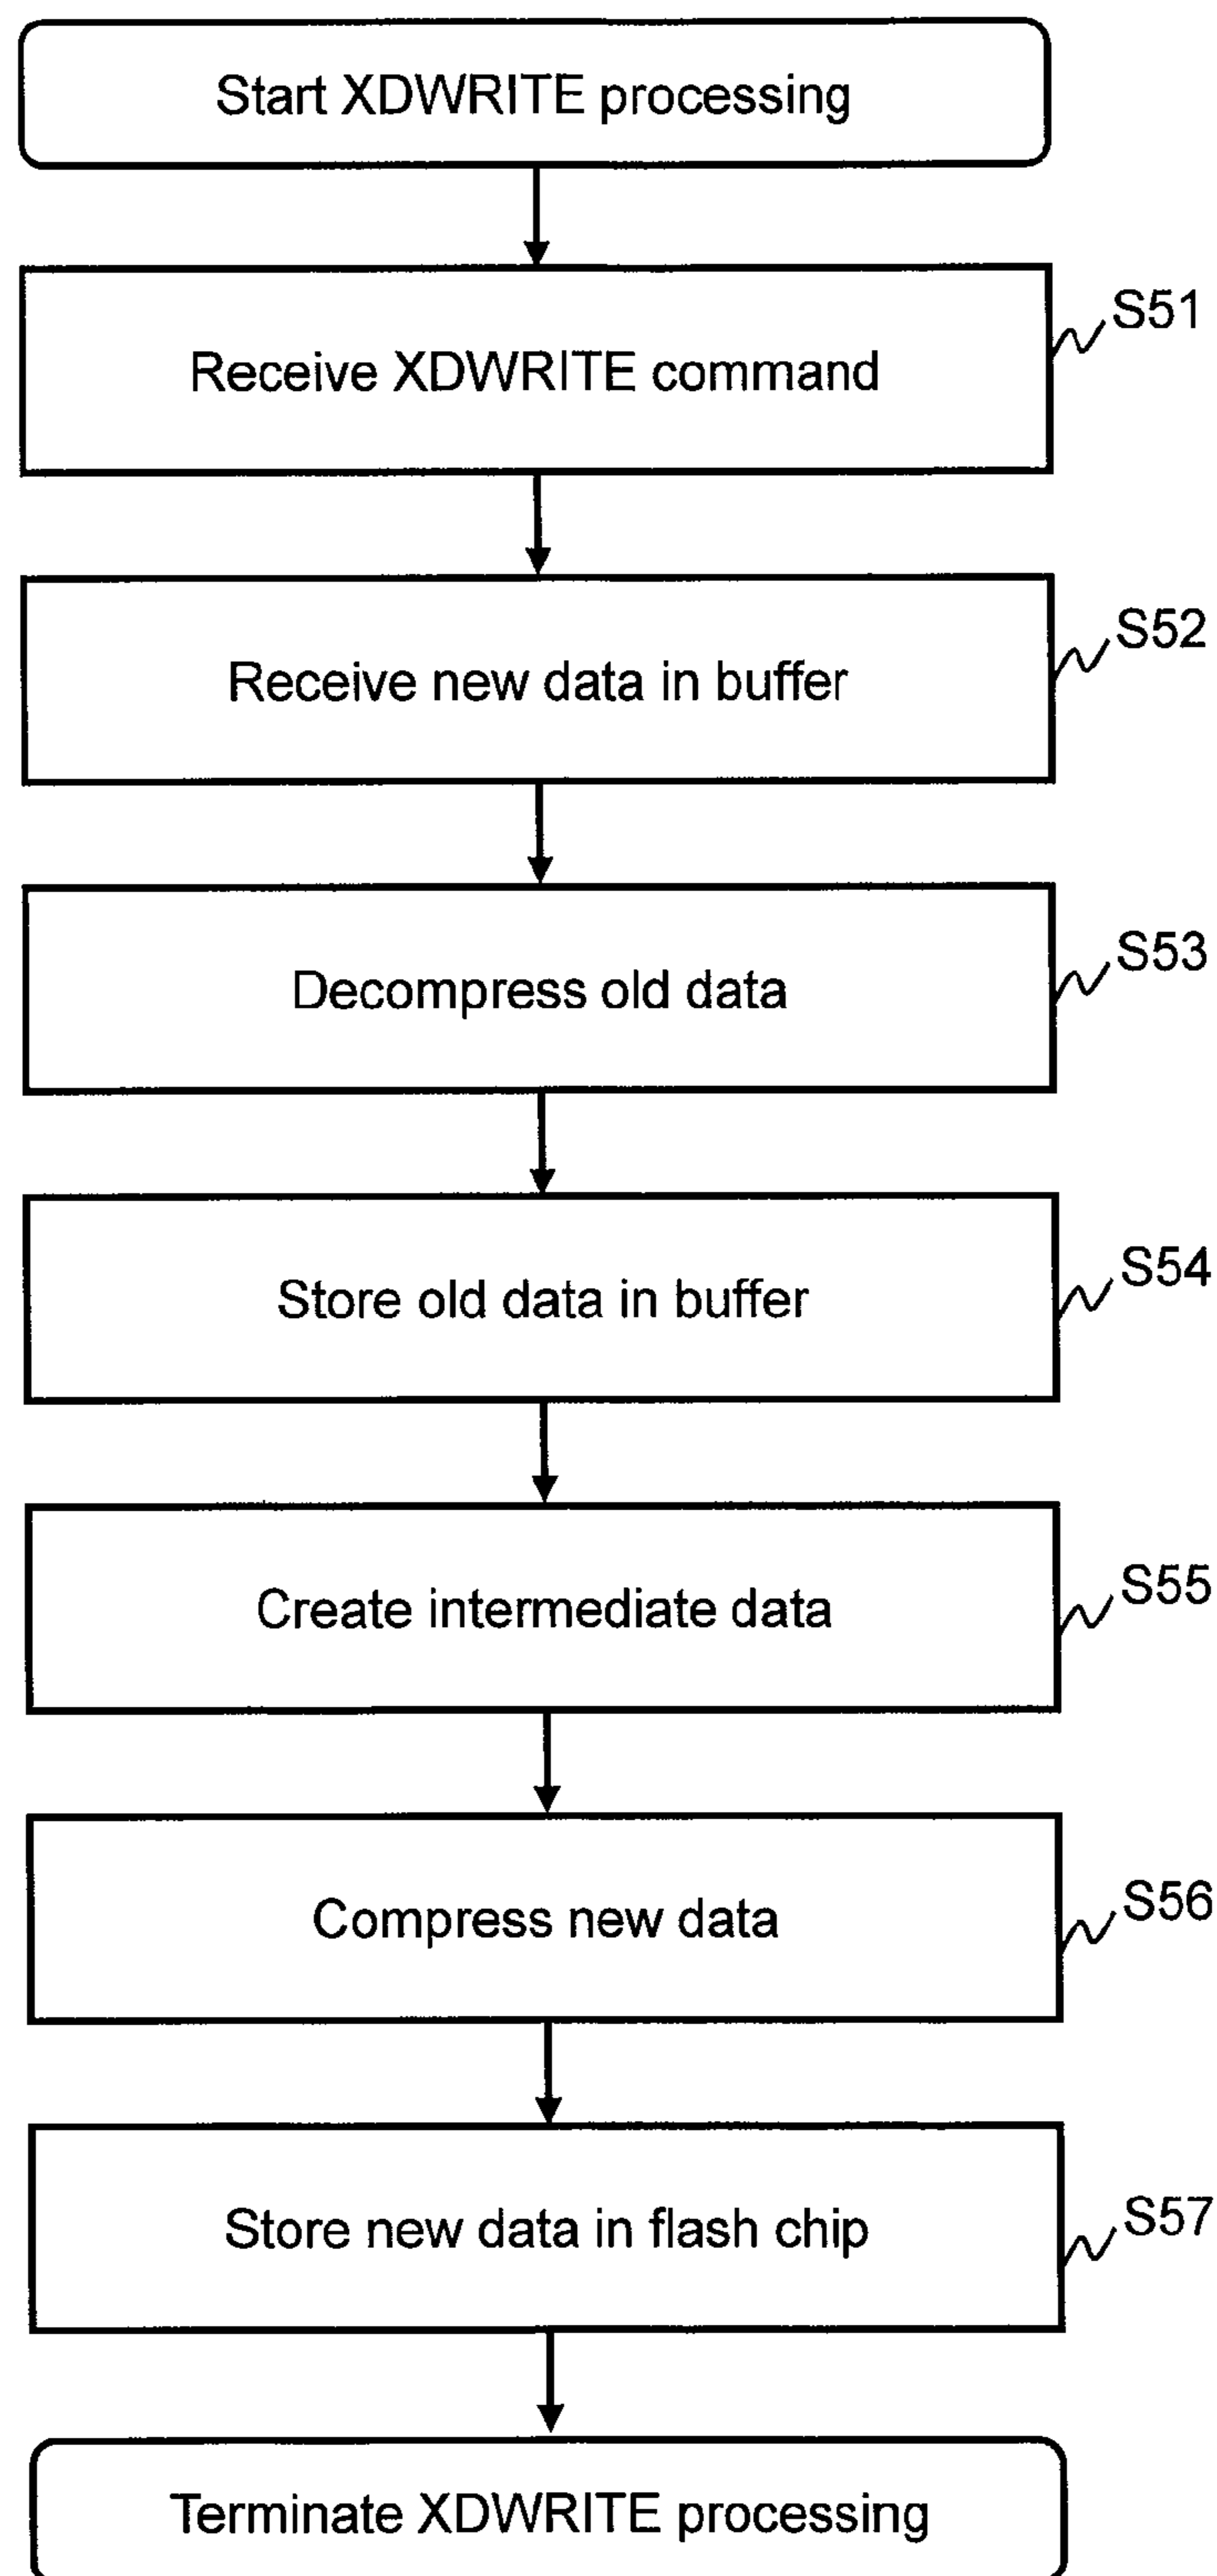 Start XDWRITE processing
S51
Receive XDWRITE command
S52
Receive new data in buffer
S53
Decompress old data
S54
Store old data in buffer
S55
Create intermediate data
S56
Compress new data
S57
Store new data in flash chip
Terminate XDWRITE processing